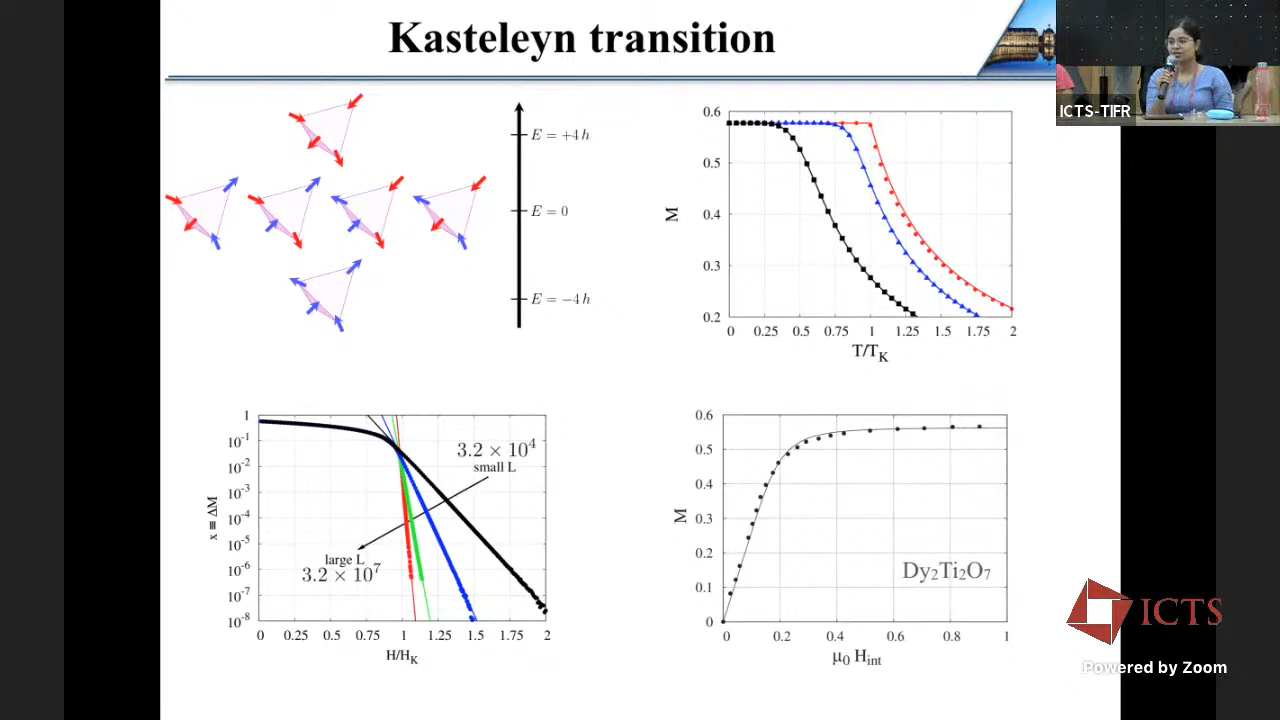 Kasteleyn transition
ICTS-TIFR
E = +4h
E = 0
E = −4h
0.6
0.5
0.4
0.3
0.2
M
0 0.25 0.5 0.75 1 1.25 1.5 1.75 2
T/T_K
1
10^-1
10^-2
10^-3
10^-4
10^-5
10^-6
10^-7
10^-8
x ≡ ΔM
3.2 × 10^4
small L
large L
3.2 × 10^7
0 0.25 0.5 0.75 1 1.25 1.5 1.75 2
H/H_K
0.6
0.5
0.4
0.3
0.2
0.1
0
M
Dy₂Ti₂O₇
0 0.2 0.4 0.6 0.8 1
μ₀ H_int
ICTS
Powered by Zoom